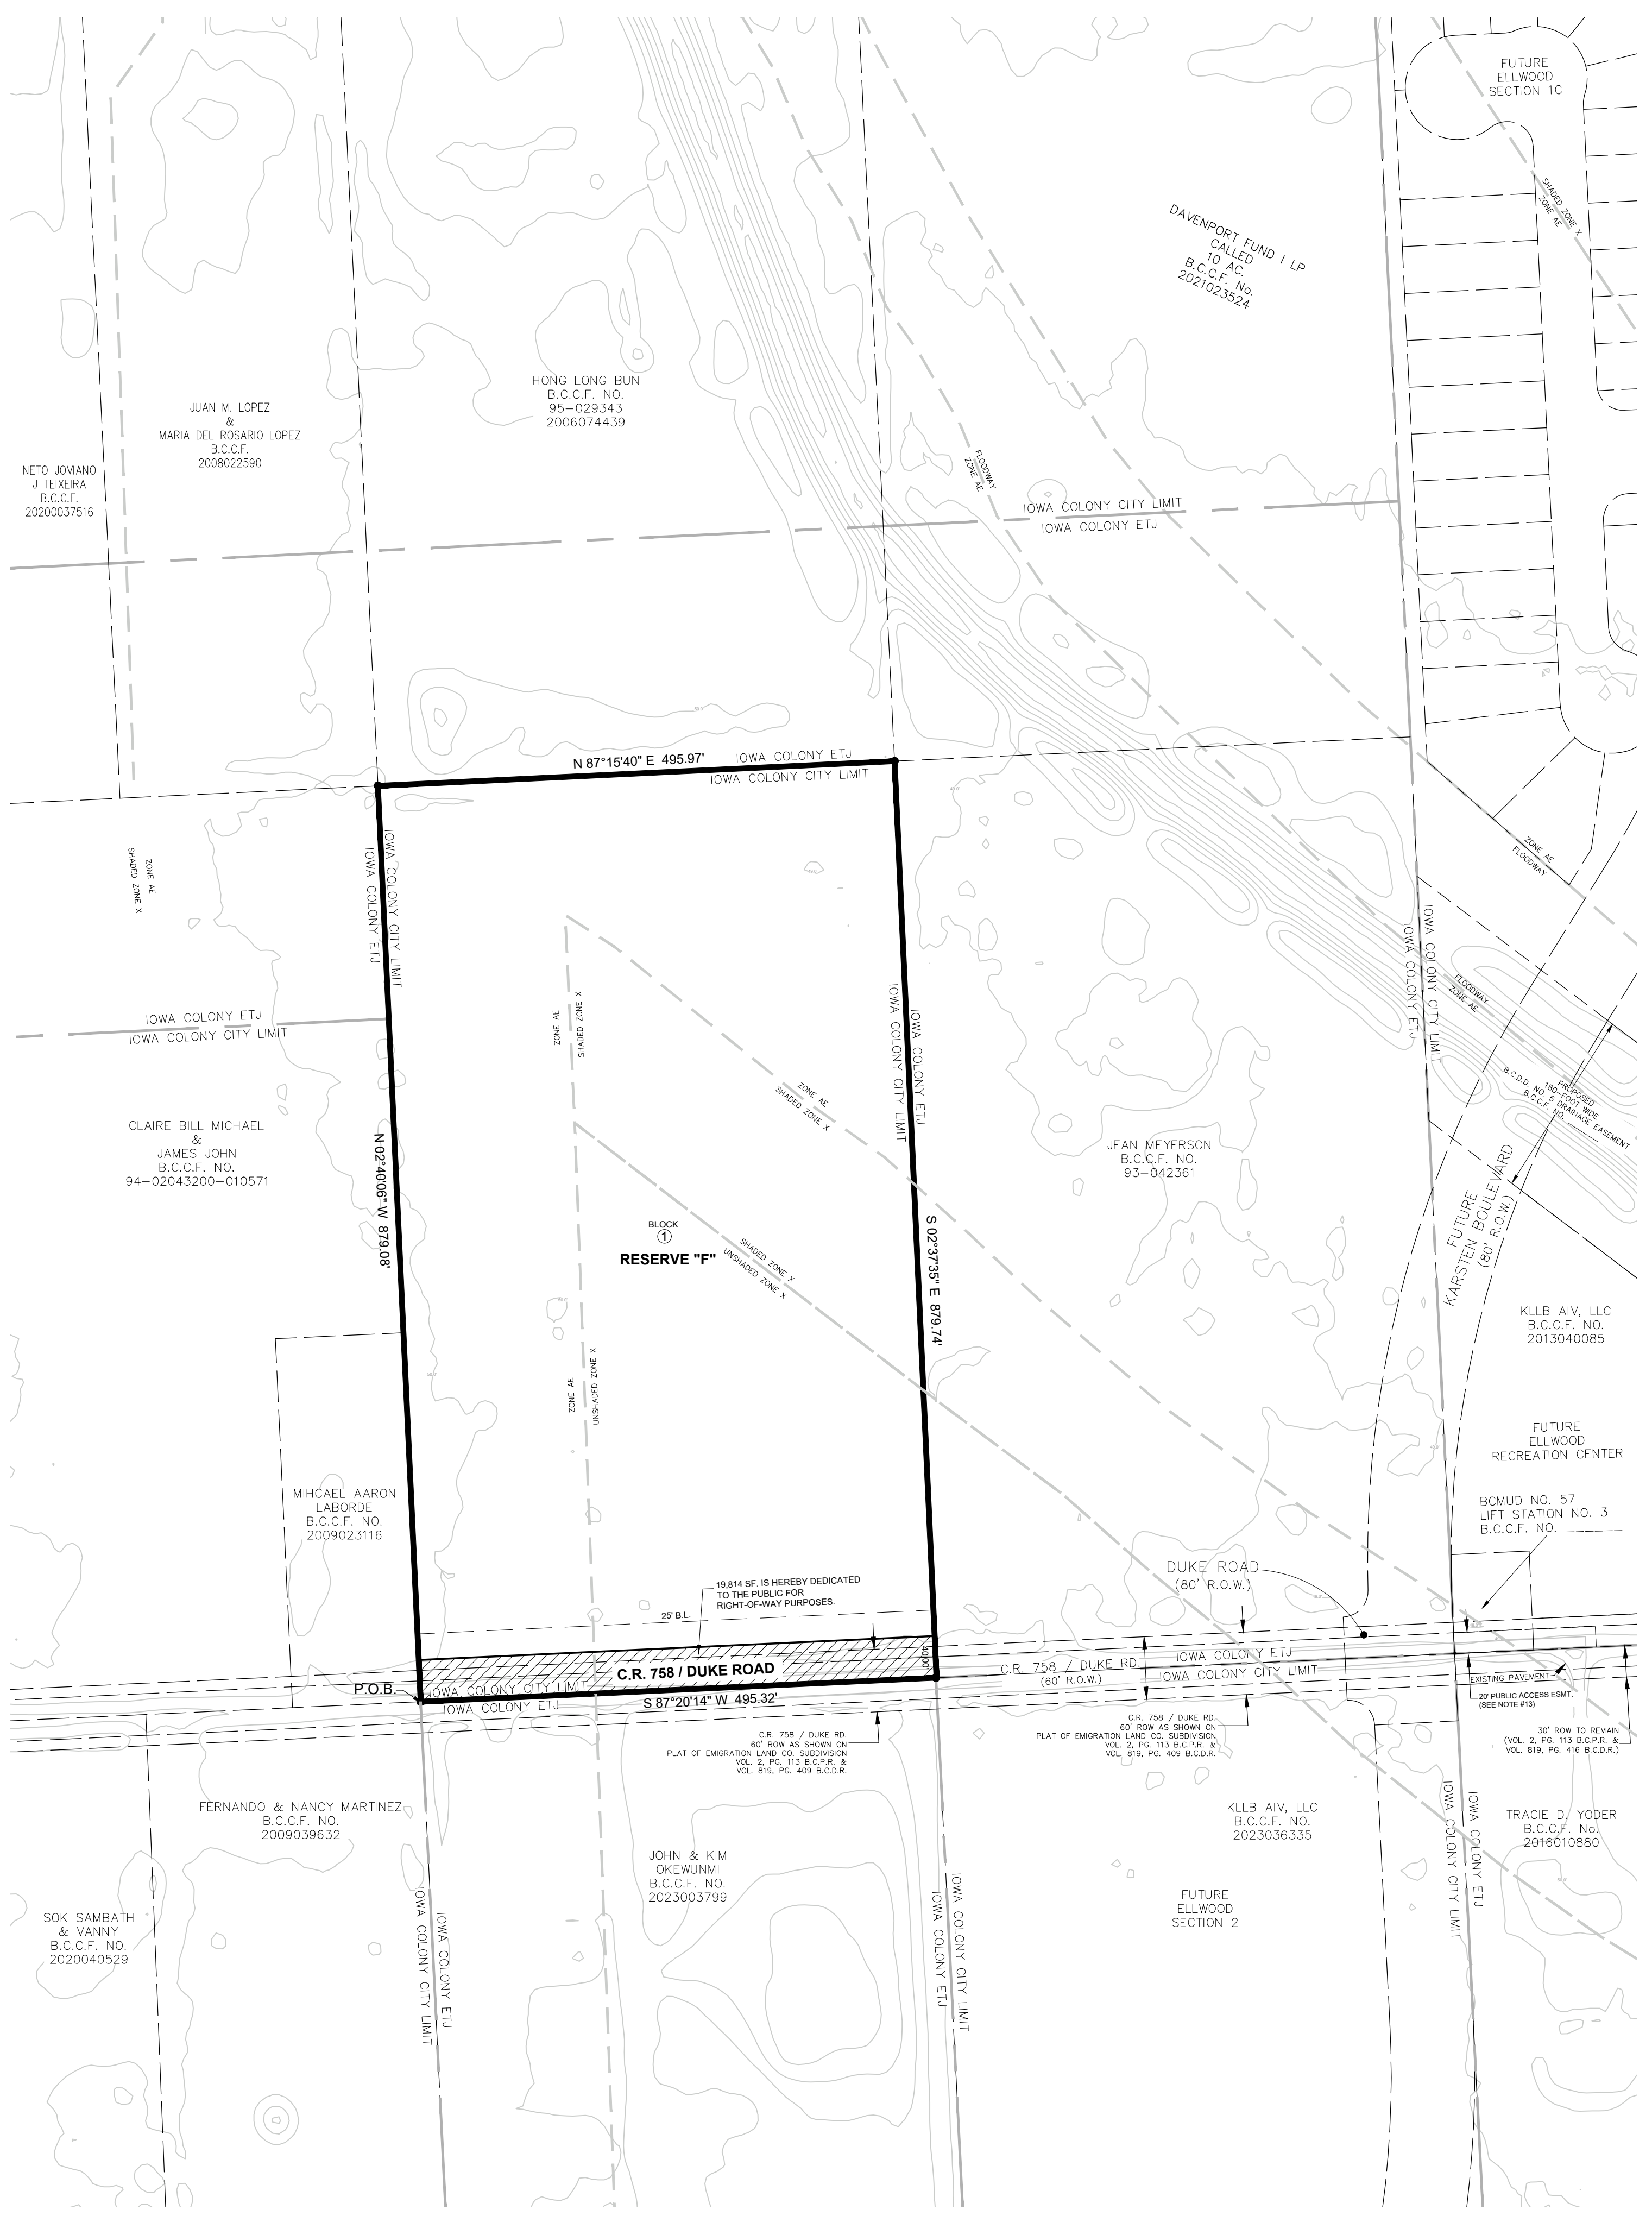 FUTURE
ELLWOOD
SECTION 1C
SHADED ZONE X
ZONE AE
DAVENPORT FUND I LP
CALLED
10 AC.
B.C.C.F. No.
2021023524
HONG LONG BUN
B.C.C.F. NO.
95-029343
2006074439
JUAN M. LOPEZ
&
MARIA DEL ROSARIO LOPEZ
B.C.C.F.
2008022590
NETO JOVIANO
J TEIXEIRA
B.C.C.F.
20200037516
FLOODWAY
ZONE AE
IOWA COLONY CITY LIMIT
IOWA COLONY ETJ
N 87°15'40" E 495.97'
IOWA COLONY ETJ
IOWA COLONY CITY LIMIT
IOWA COLONY CITY LIMIT
IOWA COLONY ETJ
ZONE AE
SHADED ZONE X
ZONE AE
FLOODWAY
IOWA COLONY CITY LIMIT
IOWA COLONY ETJ
FLOODWAY
ZONE AE
IOWA COLONY ETJ
IOWA COLONY CITY LIMIT
IOWA COLONY ETJ
IOWA COLONY CITY LIMIT
ZONE AE
SHADED ZONE X
ZONE AE
SHADED ZONE X
PROPOSED
180-FOOT WIDE
B.C.D.D. NO. 5 DRAINAGE EASEMENT
B.C.C.F. NO. ______
CLAIRE BILL MICHAEL
&
JAMES JOHN
B.C.C.F. NO.
94-02043200-010571
N 02°40'06" W 879.08'
JEAN MEYERSON
B.C.C.F. NO.
93-042361
FUTURE
KARSTEN BOULEVARD
(80' R.O.W.)
BLOCK
1
RESERVE "F"
SHADED ZONE X
UNSHADED ZONE X
S 02°37'35" E 879.74'
KLLB AIV, LLC
B.C.C.F. NO.
2013040085
ZONE AE
UNSHADED ZONE X
FUTURE
ELLWOOD
RECREATION CENTER
MIHCAEL AARON
LABORDE
B.C.C.F. NO.
2009023116
BCMUD NO. 57
LIFT STATION NO. 3
B.C.C.F. NO. ______
DUKE ROAD
(80' R.O.W.)
19,814 SF. IS HEREBY DEDICATED
TO THE PUBLIC FOR
RIGHT-OF-WAY PURPOSES.
25' B.L.
40.00'
C.R. 758 / DUKE ROAD
C.R. 758 / DUKE RD.
(60' R.O.W.)
IOWA COLONY ETJ
IOWA COLONY CITY LIMIT
EXISTING PAVEMENT
P.O.B.
IOWA COLONY CITY LIMIT
IOWA COLONY ETJ
S 87°20'14" W 495.32'
20' PUBLIC ACCESS ESMT.
(SEE NOTE #13)
C.R. 758 / DUKE RD.
60' ROW AS SHOWN ON
PLAT OF EMIGRATION LAND CO. SUBDIVISION
VOL. 2, PG. 113 B.C.P.R. &
VOL. 819, PG. 409 B.C.D.R.
C.R. 758 / DUKE RD.
60' ROW AS SHOWN ON
PLAT OF EMIGRATION LAND CO. SUBDIVISION
VOL. 2, PG. 113 B.C.P.R. &
VOL. 819, PG. 409 B.C.D.R.
30' ROW TO REMAIN
(VOL. 2, PG. 113 B.C.P.R. &
VOL. 819, PG. 416 B.C.D.R.)
FERNANDO & NANCY MARTINEZ
B.C.C.F. NO.
2009039632
KLLB AIV, LLC
B.C.C.F. NO.
2023036335
TRACIE D. YODER
B.C.C.F. No.
2016010880
JOHN & KIM
OKEWUNMI
B.C.C.F. NO.
2023003799
FUTURE
ELLWOOD
SECTION 2
SOK SAMBATH
& VANNY
B.C.C.F. NO.
2020040529
IOWA COLONY CITY LIMIT
IOWA COLONY ETJ
IOWA COLONY ETJ
IOWA COLONY CITY LIMIT
IOWA COLONY CITY LIMIT
IOWA COLONY ETJ